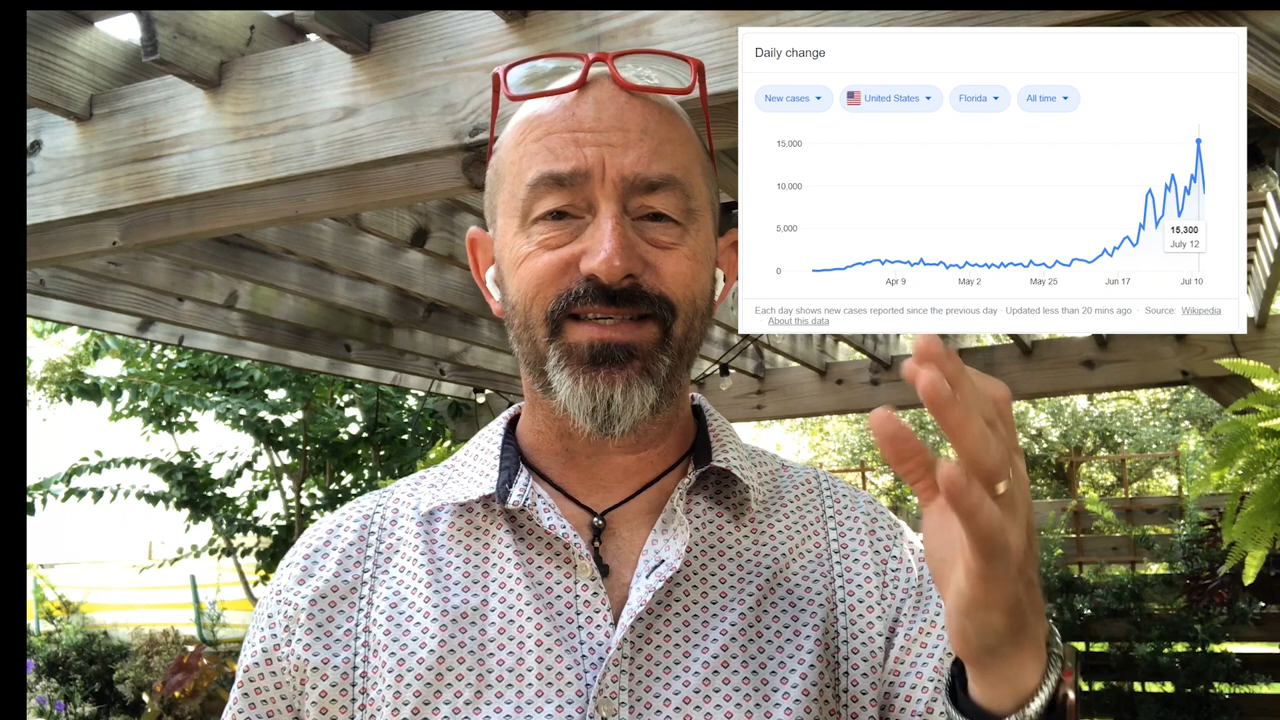 Daily change
New cases United States Florida All time
15,000
10,000
5,000
15,300
July 12
0
Apr 9 May 2 May 25 Jun 17 Jul 10
Each day shows new cases reported since the previous day · Updated less than 20 mins ago · Source: Wikipedia
About this data